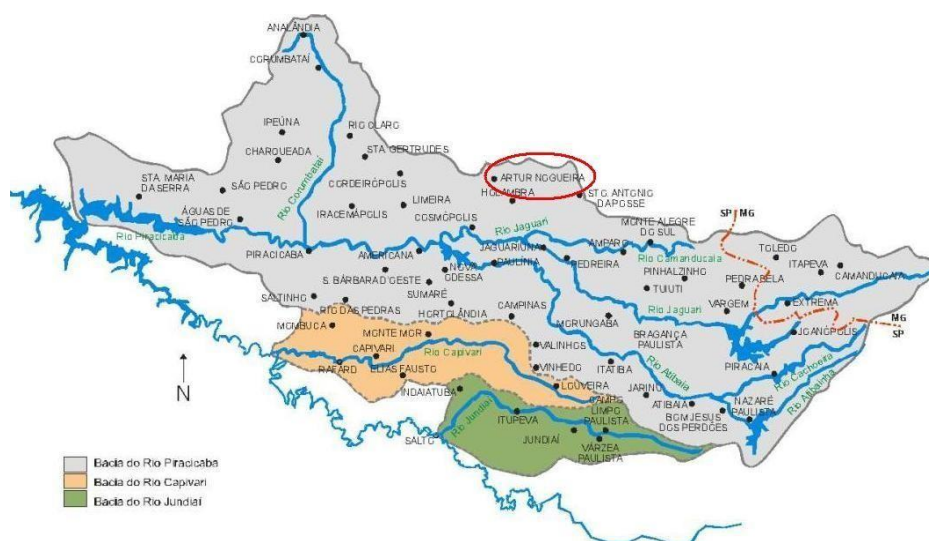 ANALÂNDIA
CORUMBATAÍ
IPEÚNA
RIO CLARO
CHARQUEADA
STA. GERTRUDES
ARTUR NOGUEIRA
STA. MARIA
DA SERRA
SÃO PEDRO
CORDEIRÓPOLIS
HOLAMBRA
STO. ANTONIO
DA POSSE
Rio Corumbataí
IRACEMÁPOLIS
LIMEIRA
COSMÓPOLIS
SP MG
ÁGUAS DE
SÃO PEDRO
Rio Jaguari
MONTE ALEGRE
DO SUL
Rio Piracicaba
PIRACICABA
AMERICANA
JAGUARIÚNA
AMPARO
TOLEDO
Rio Camanducaia
ITAPEVA
PAULÍNIA
PEDREIRA
PINHALZINHO
CAMANDUCAIA
NOVA
ODESSA
S. BÁRBARA D'OESTE
TUIUTI
PEDRABELA
SALTINHO
SUMARÉ
RIO DAS PEDRAS
HORTOLÂNDIA
CAMPINAS
Rio Jaguari
VARGEM
EXTREMA
MOMBUCA
MONTE MOR
MORUNGABA
BRAGANÇA
PAULISTA
JOANÓPOLIS
MG
SP
VALINHOS
CAPIVARI
Rio Capivari
Rio Atibaia
RAFARD
ELIAS FAUSTO
VINHEDO
ITATIBA
PIRACAIA
Rio Cachoeira
N
INDAIATUBA
LOUVEIRA
JARINU
Rio Atibainha
CAMPO
LIMPO
PAULISTA
ATIBAIA
NAZARÉ
PAULISTA
Rio Jundiaí
ITUPEVA
BOM JESUS
DOS PERDÕES
SALTO
JUNDIAÍ
VÁRZEA
PAULISTA
Bacia do Rio Piracicaba
Bacia do Rio Capivari
Bacia do Rio Jundiaí